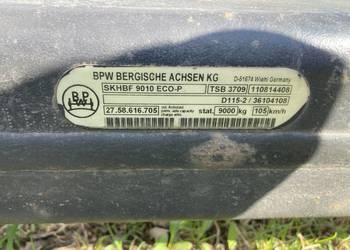 BPW BERGISCHE ACHSEN KG D-51674 Wiehl Germany
BPW
SKHBF 9010 ECO-P TSB 3709 110814408
D115-2 / 36104108
27.58.616.705 stat. 9000 kg 105 km/h